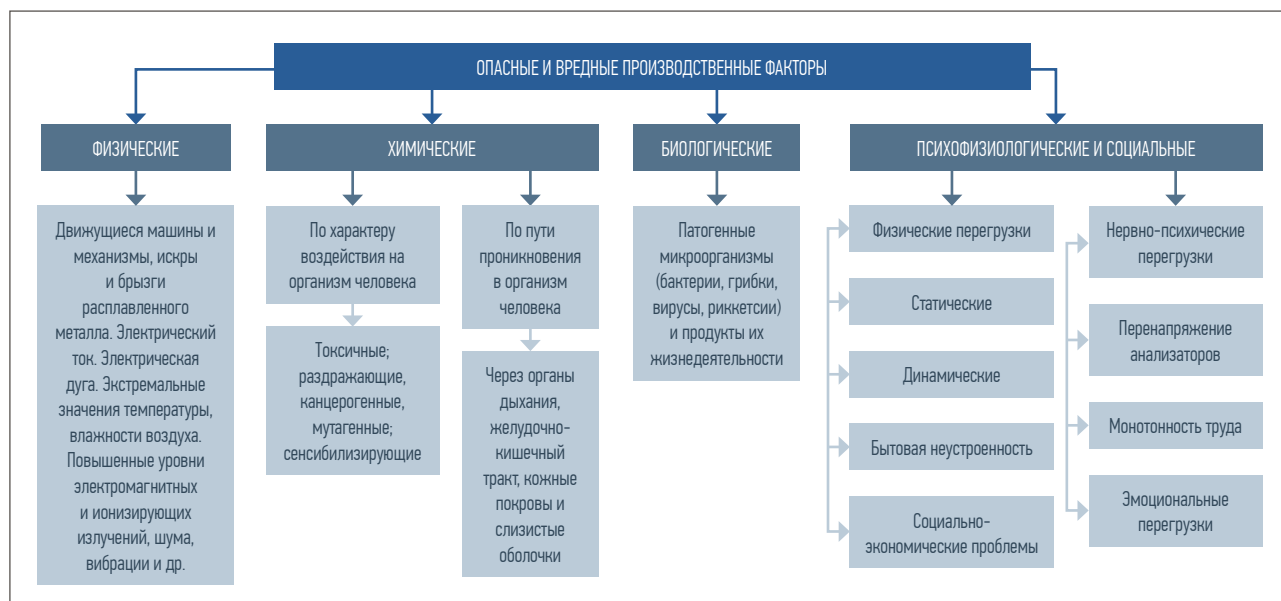 ОПАСНЫЕ И ВРЕДНЫЕ ПРОИЗВОДСТВЕННЫЕ ФАКТОРЫ
ФИЗИЧЕСКИЕ
Движущиеся машины и
механизмы, искры
и брызги
расплавленного
металла. Электрический
ток. Электрическая
дуга. Экстремальные
значения температуры,
влажности воздуха.
Повышенные уровни
электромагнитных
и ионизирующих
излучений, шума,
вибрации и др.
ХИМИЧЕСКИЕ
По характеру
воздействия на
организм человека
Токсичные;
раздражающие,
канцерогенные,
мутагенные;
сенсибилизирующие
По пути
проникновения
в организм
человека
Через органы
дыхания,
желудочно-
кишечный
тракт, кожные
покровы и
слизистые
оболочки
БИОЛОГИЧЕСКИЕ
Патогенные
микроорганизмы
(бактерии, грибки,
вирусы, риккетсии)
и продукты их
жизнедеятельности
ПСИХОФИЗИОЛОГИЧЕСКИЕ И СОЦИАЛЬНЫЕ
Физические перегрузки
Статические
Динамические
Бытовая неустроенность
Социально-
экономические проблемы
Нервно-психические
перегрузки
Перенапряжение
анализаторов
Монотонность труда
Эмоциональные
перегрузки